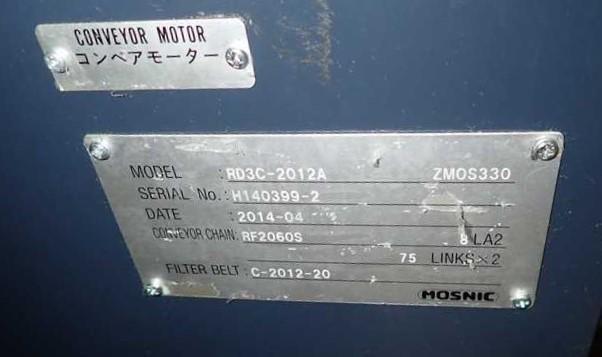 CONVEYOR MOTOR
コンベアモーター
MODEL : RD3C-2012A ZMOS330
SERIAL No. : H140399-2
DATE : 2014-04
CONVEYOR CHAIN: RF2060S 8 LA2
75 LINKS×2
FILTER BELT : C-2012-20
MOSNIC